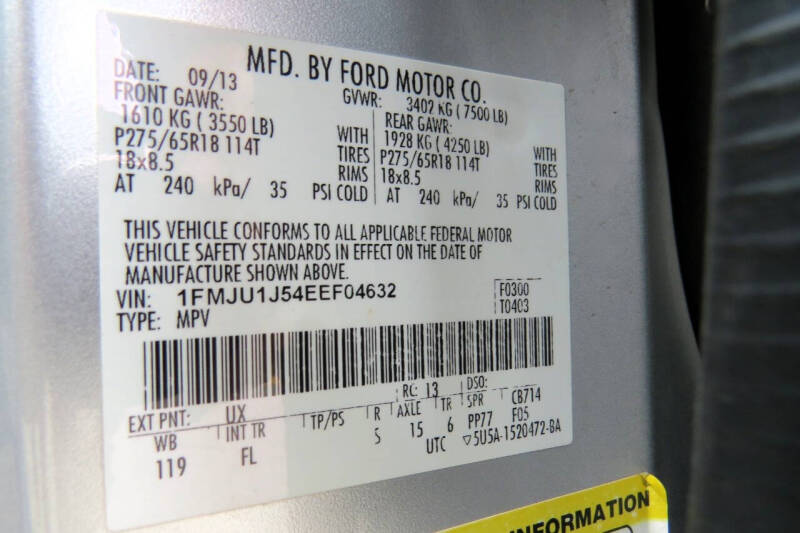 MFD. BY FORD MOTOR CO.
DATE: 09/13 GVWR: 3402 KG (7500 LB)
FRONT GAWR: REAR GAWR:
1610 KG (3550 LB) WITH 1928 KG (4250 LB) WITH
P275/65R18 114T TIRES P275/65R18 114T TIRES
18x8.5 RIMS 18x8.5 RIMS
AT 240 kPa/ 35 PSI COLD AT 240 kPa/ 35 PSI COLD
THIS VEHICLE CONFORMS TO ALL APPLICABLE FEDERAL MOTOR
VEHICLE SAFETY STANDARDS IN EFFECT ON THE DATE OF
MANUFACTURE SHOWN ABOVE.
VIN: 1FMJU1J54EEF04632 F0300
TYPE: MPV T0403
RC: 13 DSO:
EXT PNT: UX TP/PS R AXLE TR SPR CB714
WB INT TR S 15 6 PP77 F05
119 FL UTC ▽5U5A-1520472-BA
INFORMATION